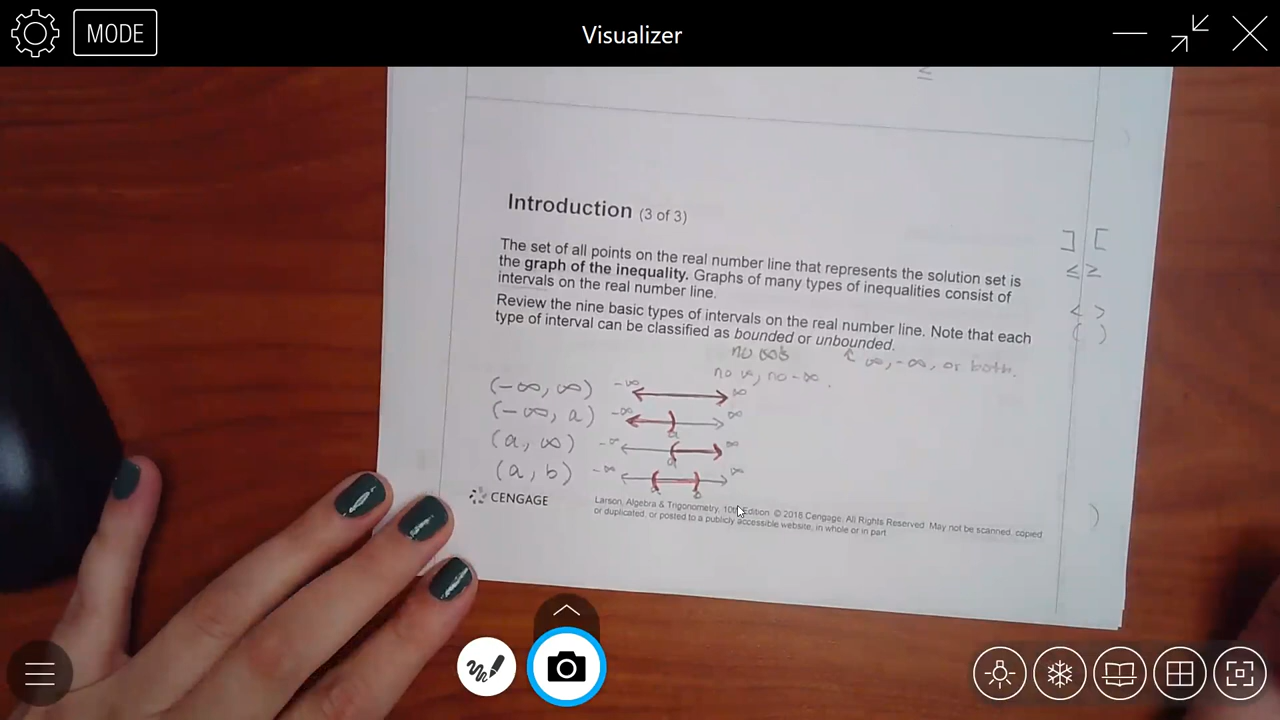 MODE
Visualizer
≤
Introduction (3 of 3)
] [
The set of all points on the real number line that represents the solution set is
the graph of the inequality. Graphs of many types of inequalities consist of
intervals on the real number line.
≤ ≥
Review the nine basic types of intervals on the real number line. Note that each
type of interval can be classified as bounded or unbounded.
< >
( )
no ∞'s
↑ ∞, -∞, or both.
no ∞, no -∞.
(-∞, ∞) -∞ ∞
(-∞, a) -∞ ) ∞
a
(a, ∞) -∞ ( ∞
a
(a, b) -∞ ( ) ∞
a b
CENGAGE
Larson, Algebra & Trigonometry, 10th Edition. © 2018 Cengage. All Rights Reserved. May not be scanned, copied
or duplicated, or posted to a publicly accessible website, in whole or in part.